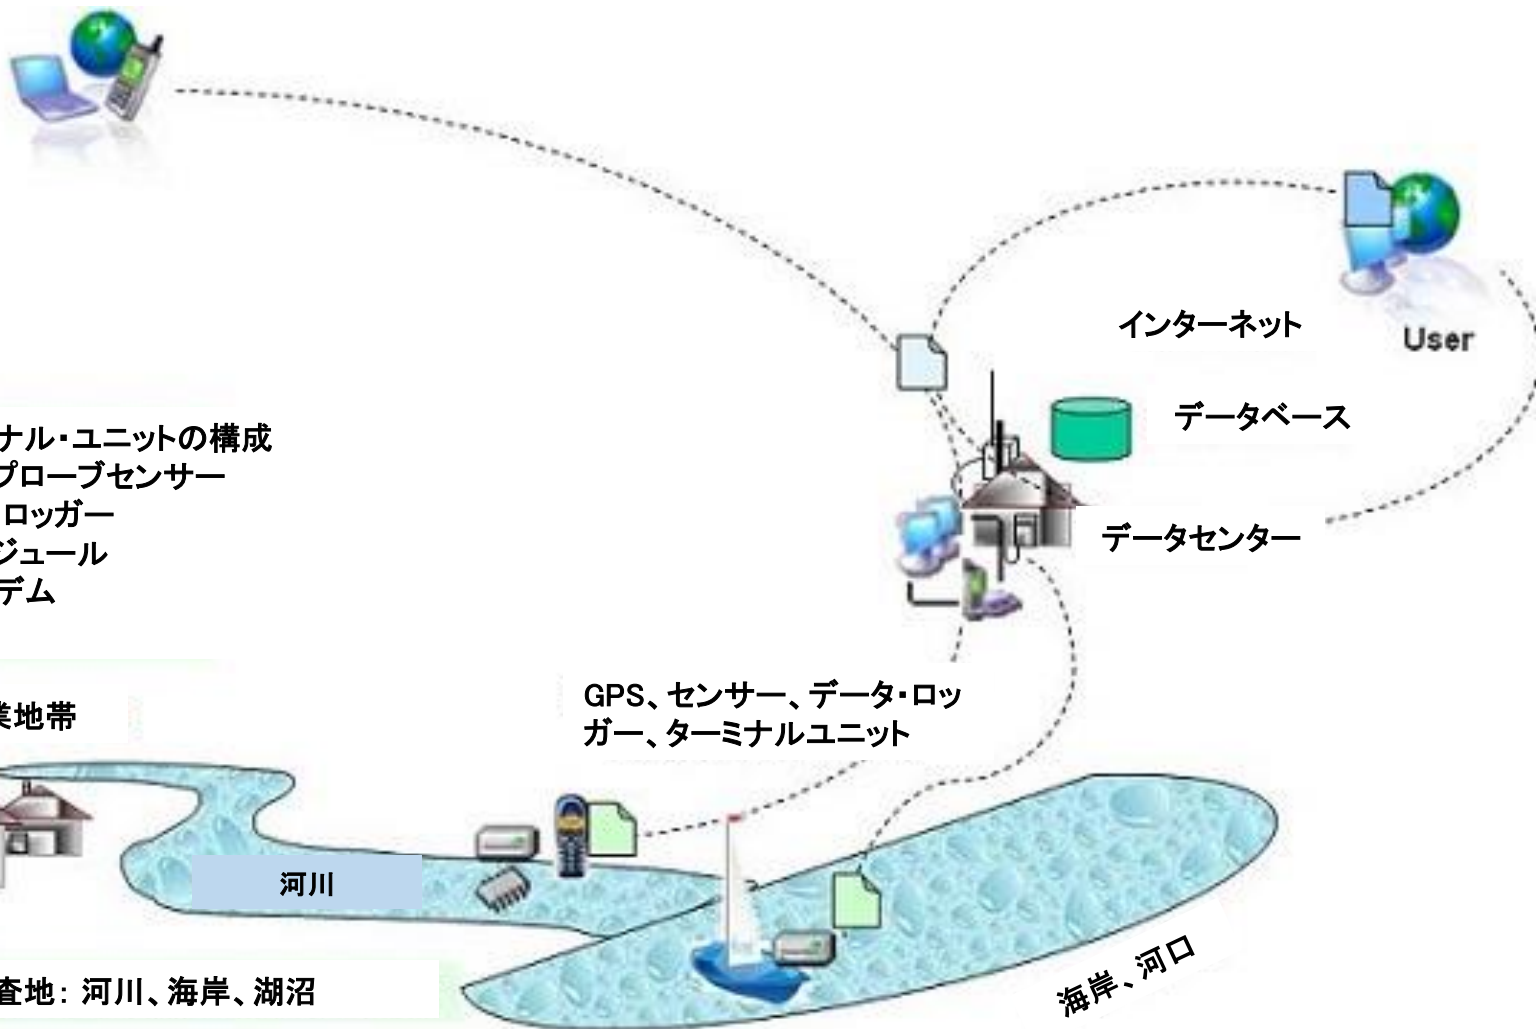 インターネット
User
データベース
ナル・ユニットの構成
プローブセンサー
ロッガー
ジュール
デム
データセンター
GPS、センサー、データ・ロッ
ガー、ターミナルユニット
業地帯
河川
査地： 河川、海岸、湖沼
海岸、河口